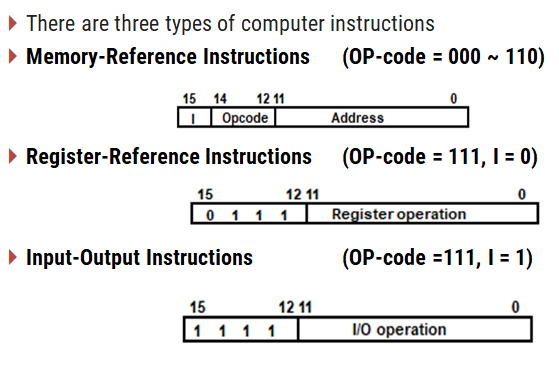 There are three types of computer instructions
Memory-Reference Instructions (OP-code = 000 ~ 110)
15 14 12 11 0
I Opcode Address
Register-Reference Instructions (OP-code = 111, I = 0)
15 12 11 0
0 1 1 1 Register operation
Input-Output Instructions (OP-code =111, I = 1)
15 12 11 0
1 1 1 1 I/O operation